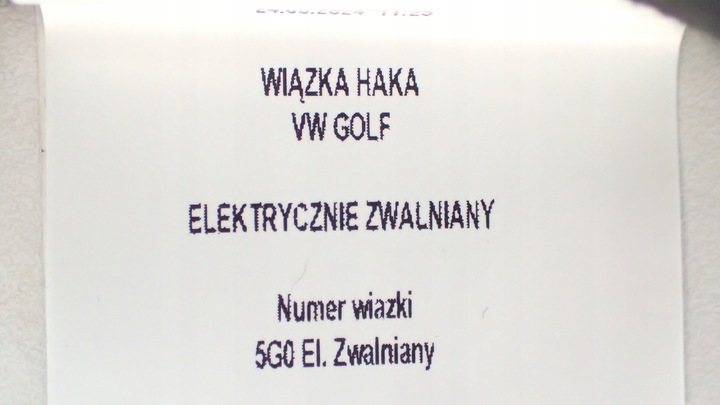 WIĄZKA HAKA
VW GOLF
ELEKTRYCZNIE ZWALNIANY
Numer wiazki
5G0 El. Zwalniany